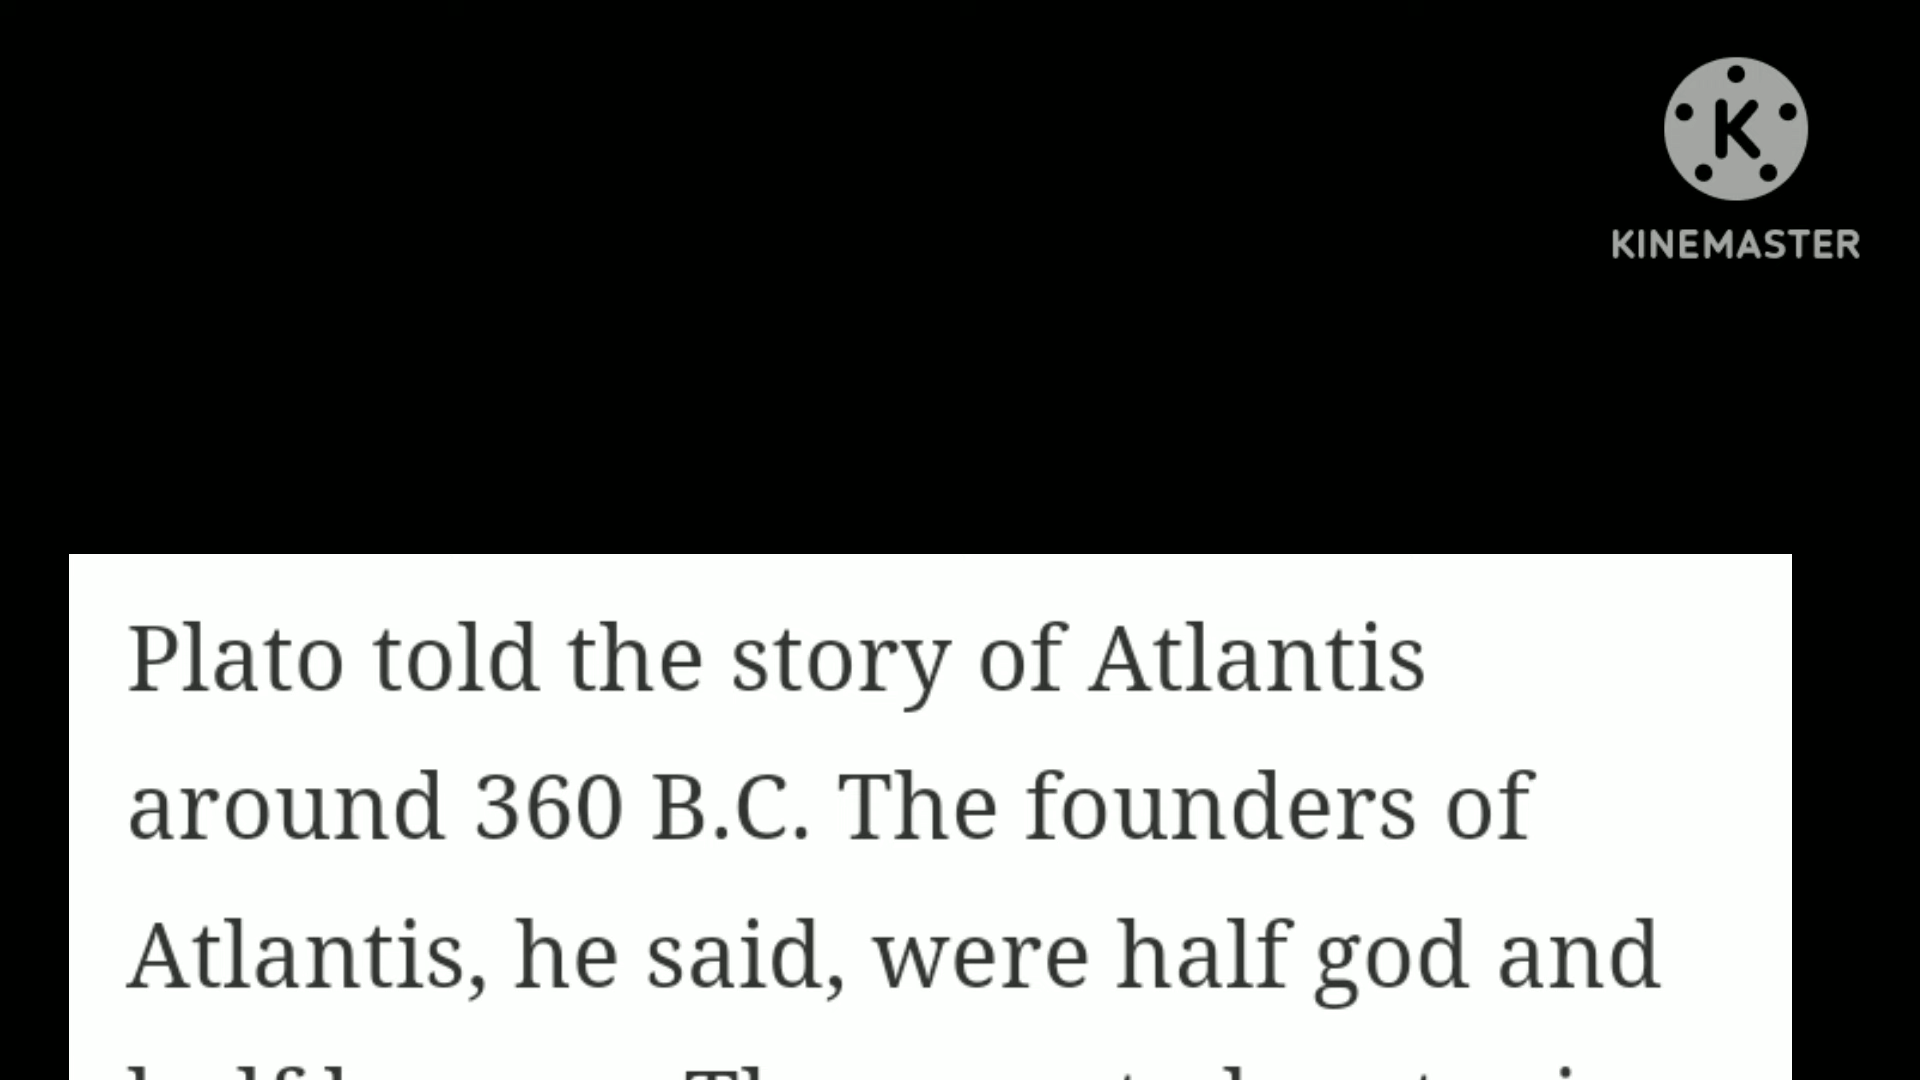 K
KINEMASTER
Plato told the story of Atlantis
around 360 B.C. The founders of
Atlantis, he said, were half god and